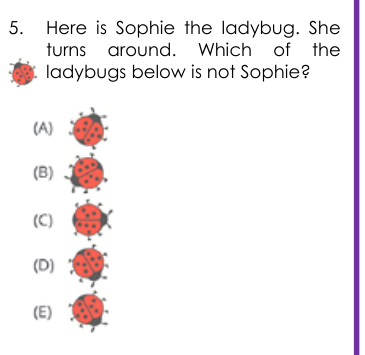 5. Here is Sophie the ladybug. She
turns around. Which of the
ladybugs below is not Sophie?
(A)
(B)
(C)
(D)
(E)